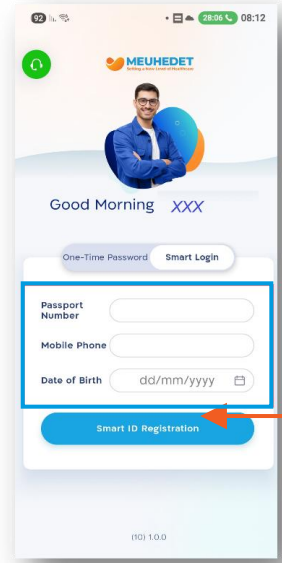 92
28:06
08:12
MEUHEDET
Building a New Level of Healthcare
Good Morning XXX
One-Time Password
Smart Login
Passport
Number
Mobile Phone
Date of Birth
dd/mm/yyyy
Smart ID Registration
(10) 1.0.0